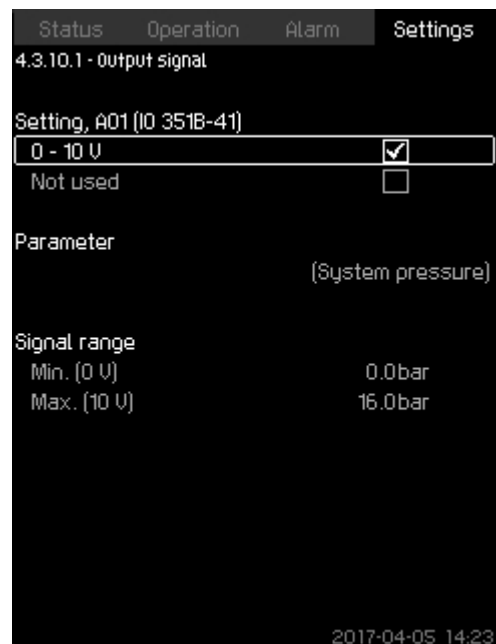 Status Operation Alarm Settings
4.3.10.1 - Output signal
Setting, AO1 (IO 351B-41)
0 - 10 V
Not used
Parameter
(System pressure)
Signal range
Min. (0 V) 0.0bar
Max. (10 V) 16.0bar
2017-04-05 14:23